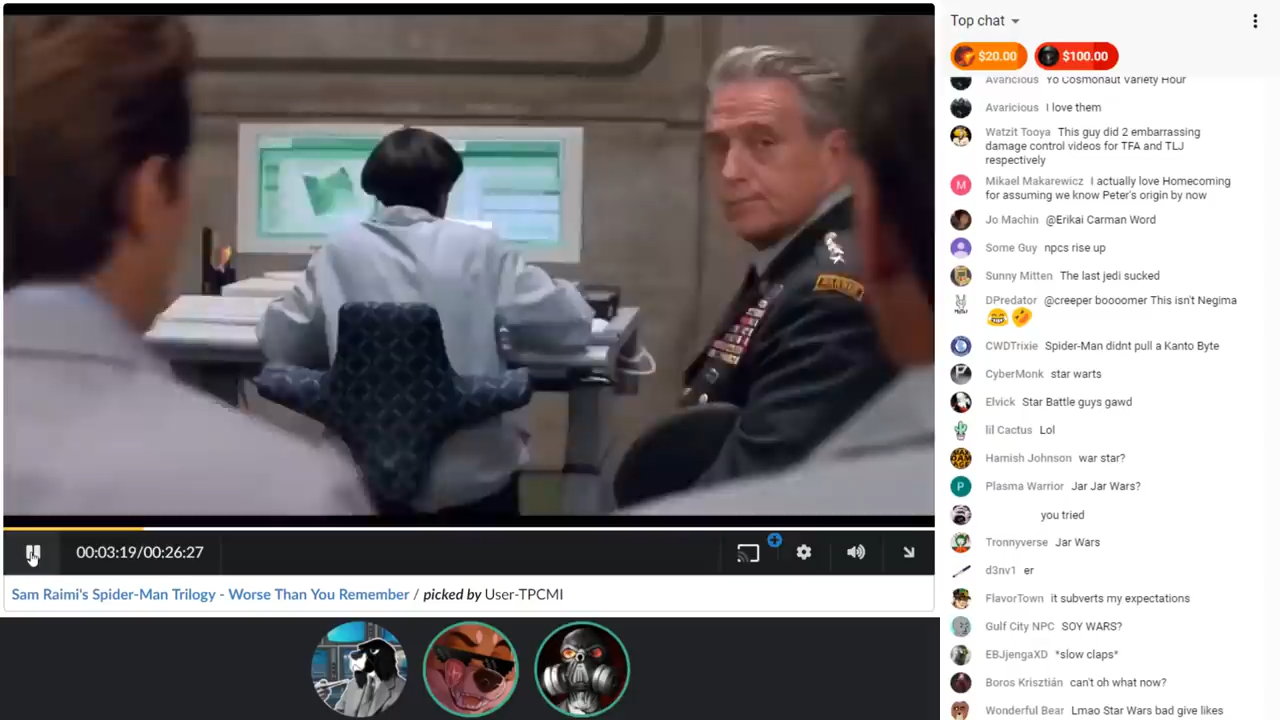 Top chat
$20.00
$100.00
Avaricious Yo Cosmonaut Variety Hour
Avaricious I love them
Watzit Tooya This guy did 2 embarrassing
damage control videos for TFA and TLJ
respectively
Mikael Makarewicz I actually love Homecoming
for assuming we know Peter's origin by now
Jo Machin @Erikai Carman Word
Some Guy npcs rise up
Sunny Mitten The last jedi sucked
DPredator @creeper boooomer This isn't Negima
CWDTrixie Spider-Man didnt pull a Kanto Byte
CyberMonk star warts
Elvick Star Battle guys gawd
lil Cactus Lol
Hamish Johnson war star?
P Plasma Warrior Jar Jar Wars?
you tried
Tronnyverse Jar Wars
d3nv1 er
FlavorTown it subverts my expectations
Gulf City NPC SOY WARS?
EBJjengaXD *slow claps*
Boros Krisztián can't oh what now?
Wonderful Bear Lmao Star Wars bad give likes
00:03:19/00:26:27
Sam Raimi's Spider-Man Trilogy - Worse Than You Remember / picked by User-TPCMI